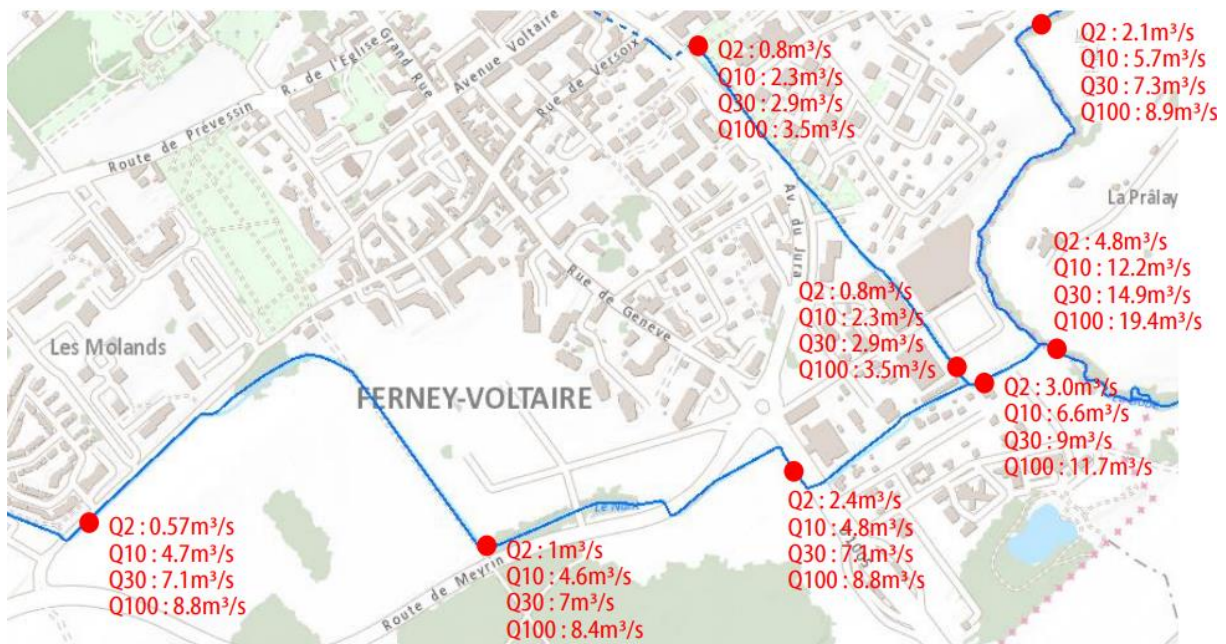 Route de Prévessin
R. de l'Eglise
Grand Rue
Avenue Voltaire
Rue de Versoix
Q2 : 0.8m³/s
Q10 : 2.3m³/s
Q30 : 2.9m³/s
Q100 : 3.5m³/s
Q2 : 2.1m³/s
Q10 : 5.7m³/s
Q30 : 7.3m³/s
Q100 : 8.9m³/s
La Prâlay
Av. du Jura
Rue de Genève
Q2 : 4.8m³/s
Q10 : 12.2m³/s
Q30 : 14.9m³/s
Q100 : 19.4m³/s
Q2 : 0.8m³/s
Q10 : 2.3m³/s
Q30 : 2.9m³/s
Q100 : 3.5m³/s
Les Molands
FERNEY-VOLTAIRE
Q2 : 3.0m³/s
Q10 : 6.6m³/s
Q30 : 9m³/s
Q100 : 11.7m³/s
Q2 : 2.4m³/s
Q10 : 4.8m³/s
Q30 : 7.1m³/s
Q100 : 8.8m³/s
Le Nant
Q2 : 0.57m³/s
Q10 : 4.7m³/s
Q30 : 7.1m³/s
Q100 : 8.8m³/s
Route de Meyrin
Q2 : 1m³/s
Q10 : 4.6m³/s
Q30 : 7m³/s
Q100 : 8.4m³/s